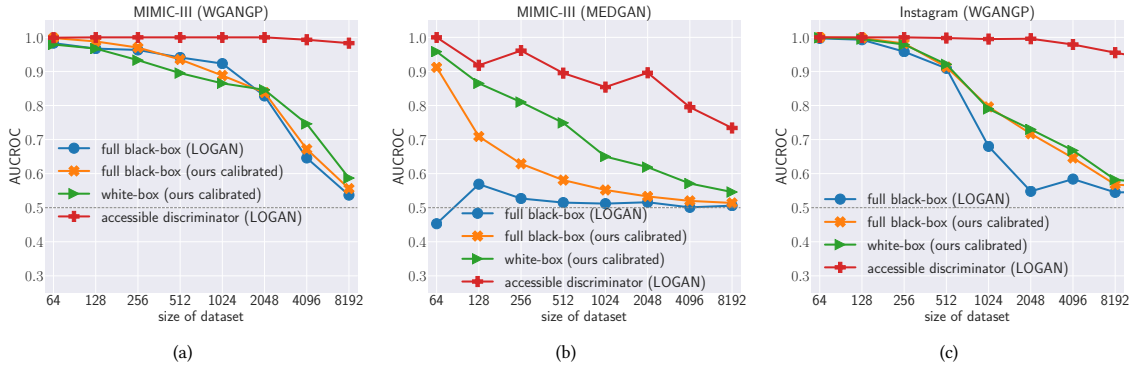 MIMIC-III (WGANGP)
AUCROC
1.0
0.9
0.8
0.7
0.6
0.5
0.4
0.3
full black-box (LOGAN)
full black-box (ours calibrated)
white-box (ours calibrated)
accessible discriminator (LOGAN)
64 128 256 512 1024 2048 4096 8192
size of dataset
(a)
MIMIC-III (MEDGAN)
AUCROC
1.0
0.9
0.8
0.7
0.6
0.5
0.4
0.3
full black-box (LOGAN)
full black-box (ours calibrated)
white-box (ours calibrated)
accessible discriminator (LOGAN)
64 128 256 512 1024 2048 4096 8192
size of dataset
(b)
Instagram (WGANGP)
AUCROC
1.0
0.9
0.8
0.7
0.6
0.5
0.4
0.3
full black-box (LOGAN)
full black-box (ours calibrated)
white-box (ours calibrated)
accessible discriminator (LOGAN)
64 128 256 512 1024 2048 4096 8192
size of dataset
(c)